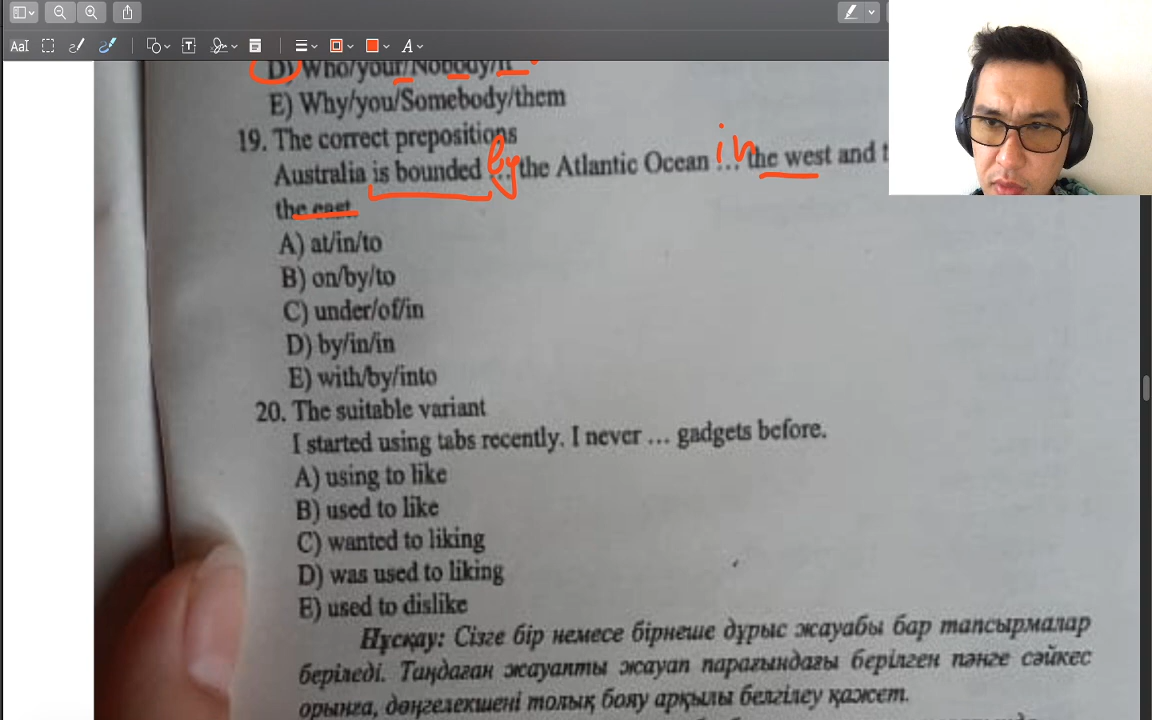 D) Who/your/Nobody/it
E) Why/you/Somebody/them
19. The correct prepositions
Australia is bounded by the Atlantic Ocean in the west and
the east.
A) at/in/to
B) on/by/to
C) under/of/in
D) by/in/in
E) with/by/into
20. The suitable variant
I started using tabs recently. I never ... gadgets before.
A) using to like
B) used to like
C) wanted to liking
D) was used to liking
E) used to dislike
Нұсқау: Сізге бір немесе бірнеше дұрыс жауабы бар тапсырмалар
беріледі. Таңдаған жауапты жауап парағындағы берілген пәнге сәйкес
орынға, дөңгелекшені толық бояу арқылы белгілеу қажет.